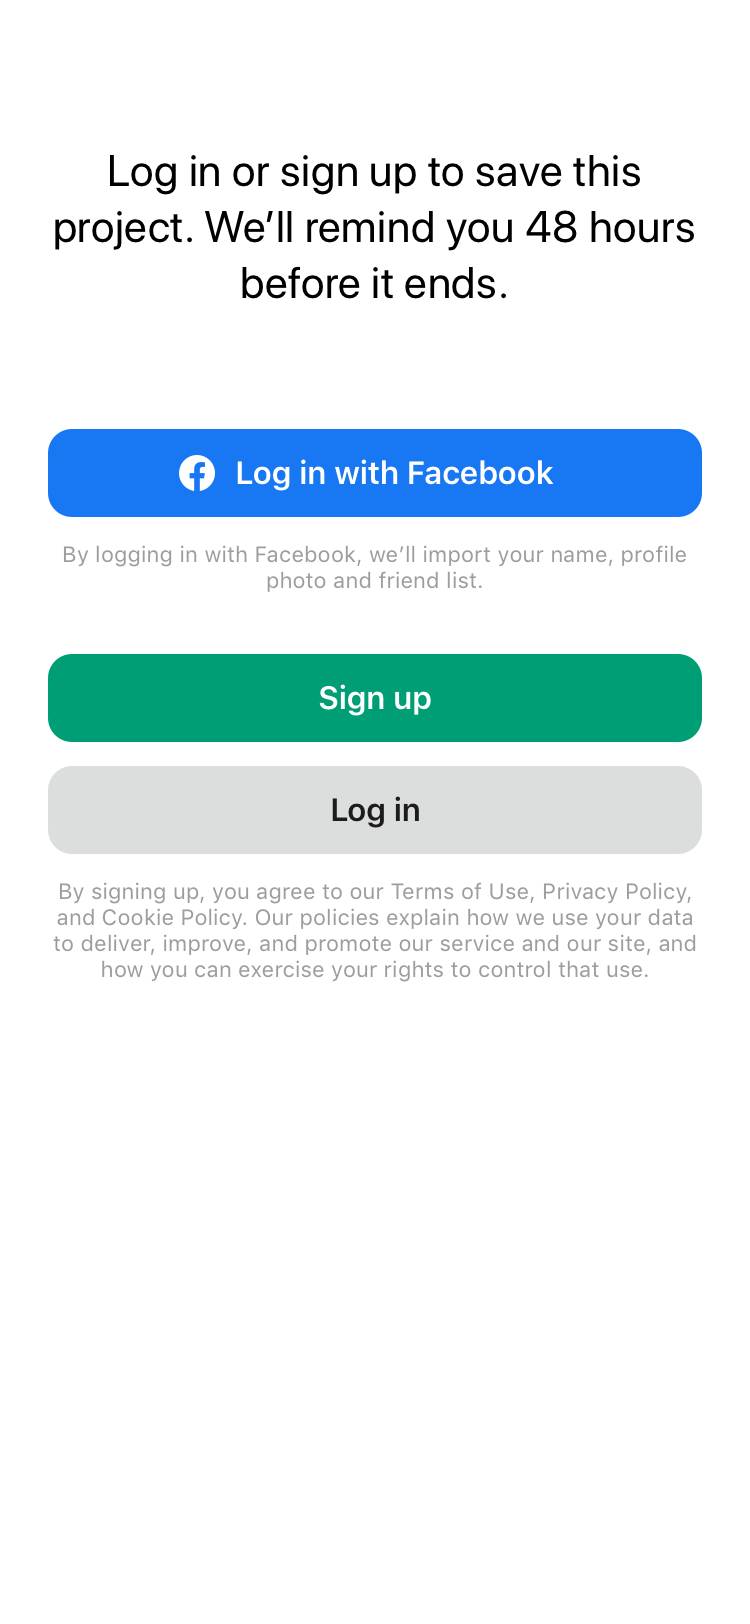 Log in or sign up to save this
project. We’ll remind you 48 hours
before it ends.
Log in with Facebook
By logging in with Facebook, we’ll import your name, profile
photo and friend list.
Sign up
Log in
By signing up, you agree to our Terms of Use, Privacy Policy,
and Cookie Policy. Our policies explain how we use your data
to deliver, improve, and promote our service and our site, and
how you can exercise your rights to control that use.